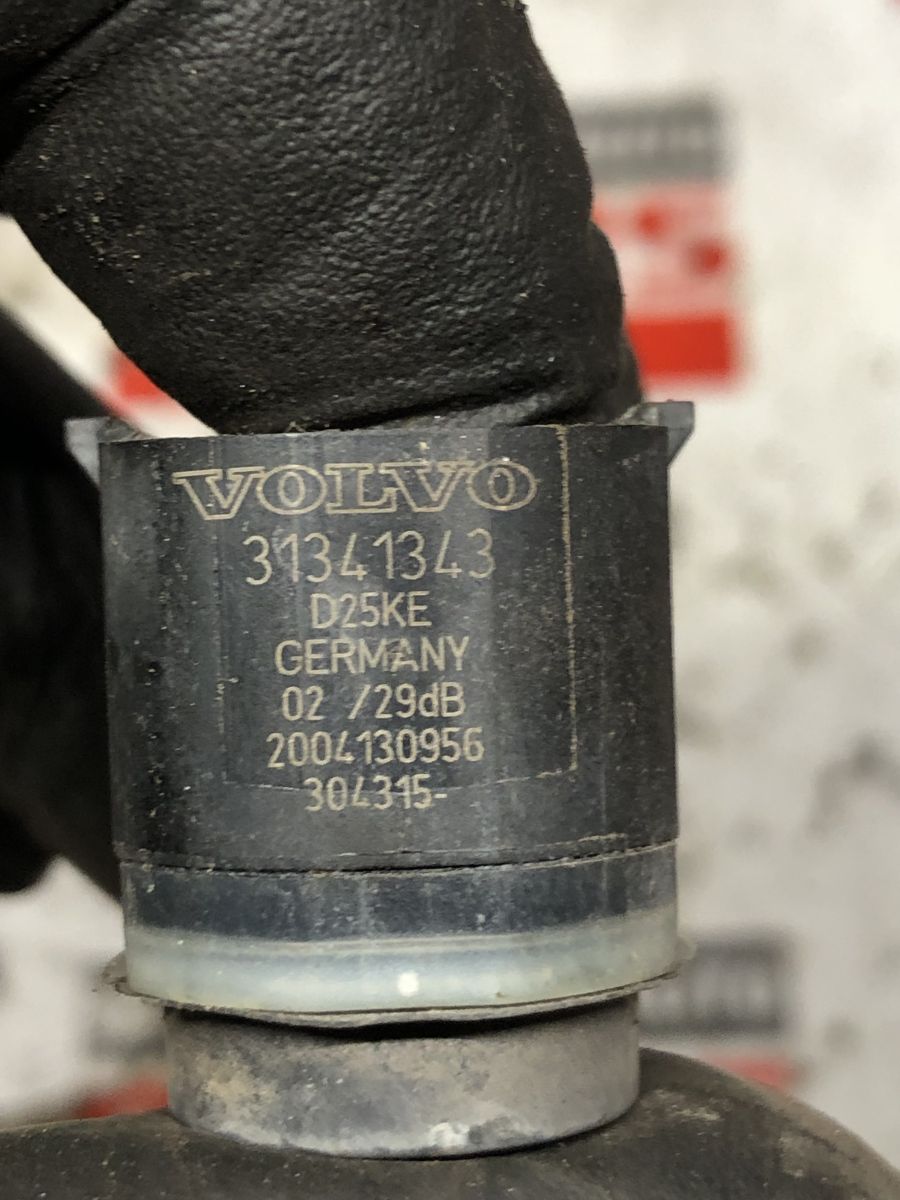 VOLVO
31341343
D25KE
GERMANY
02 /29dB
2004130956
304315-